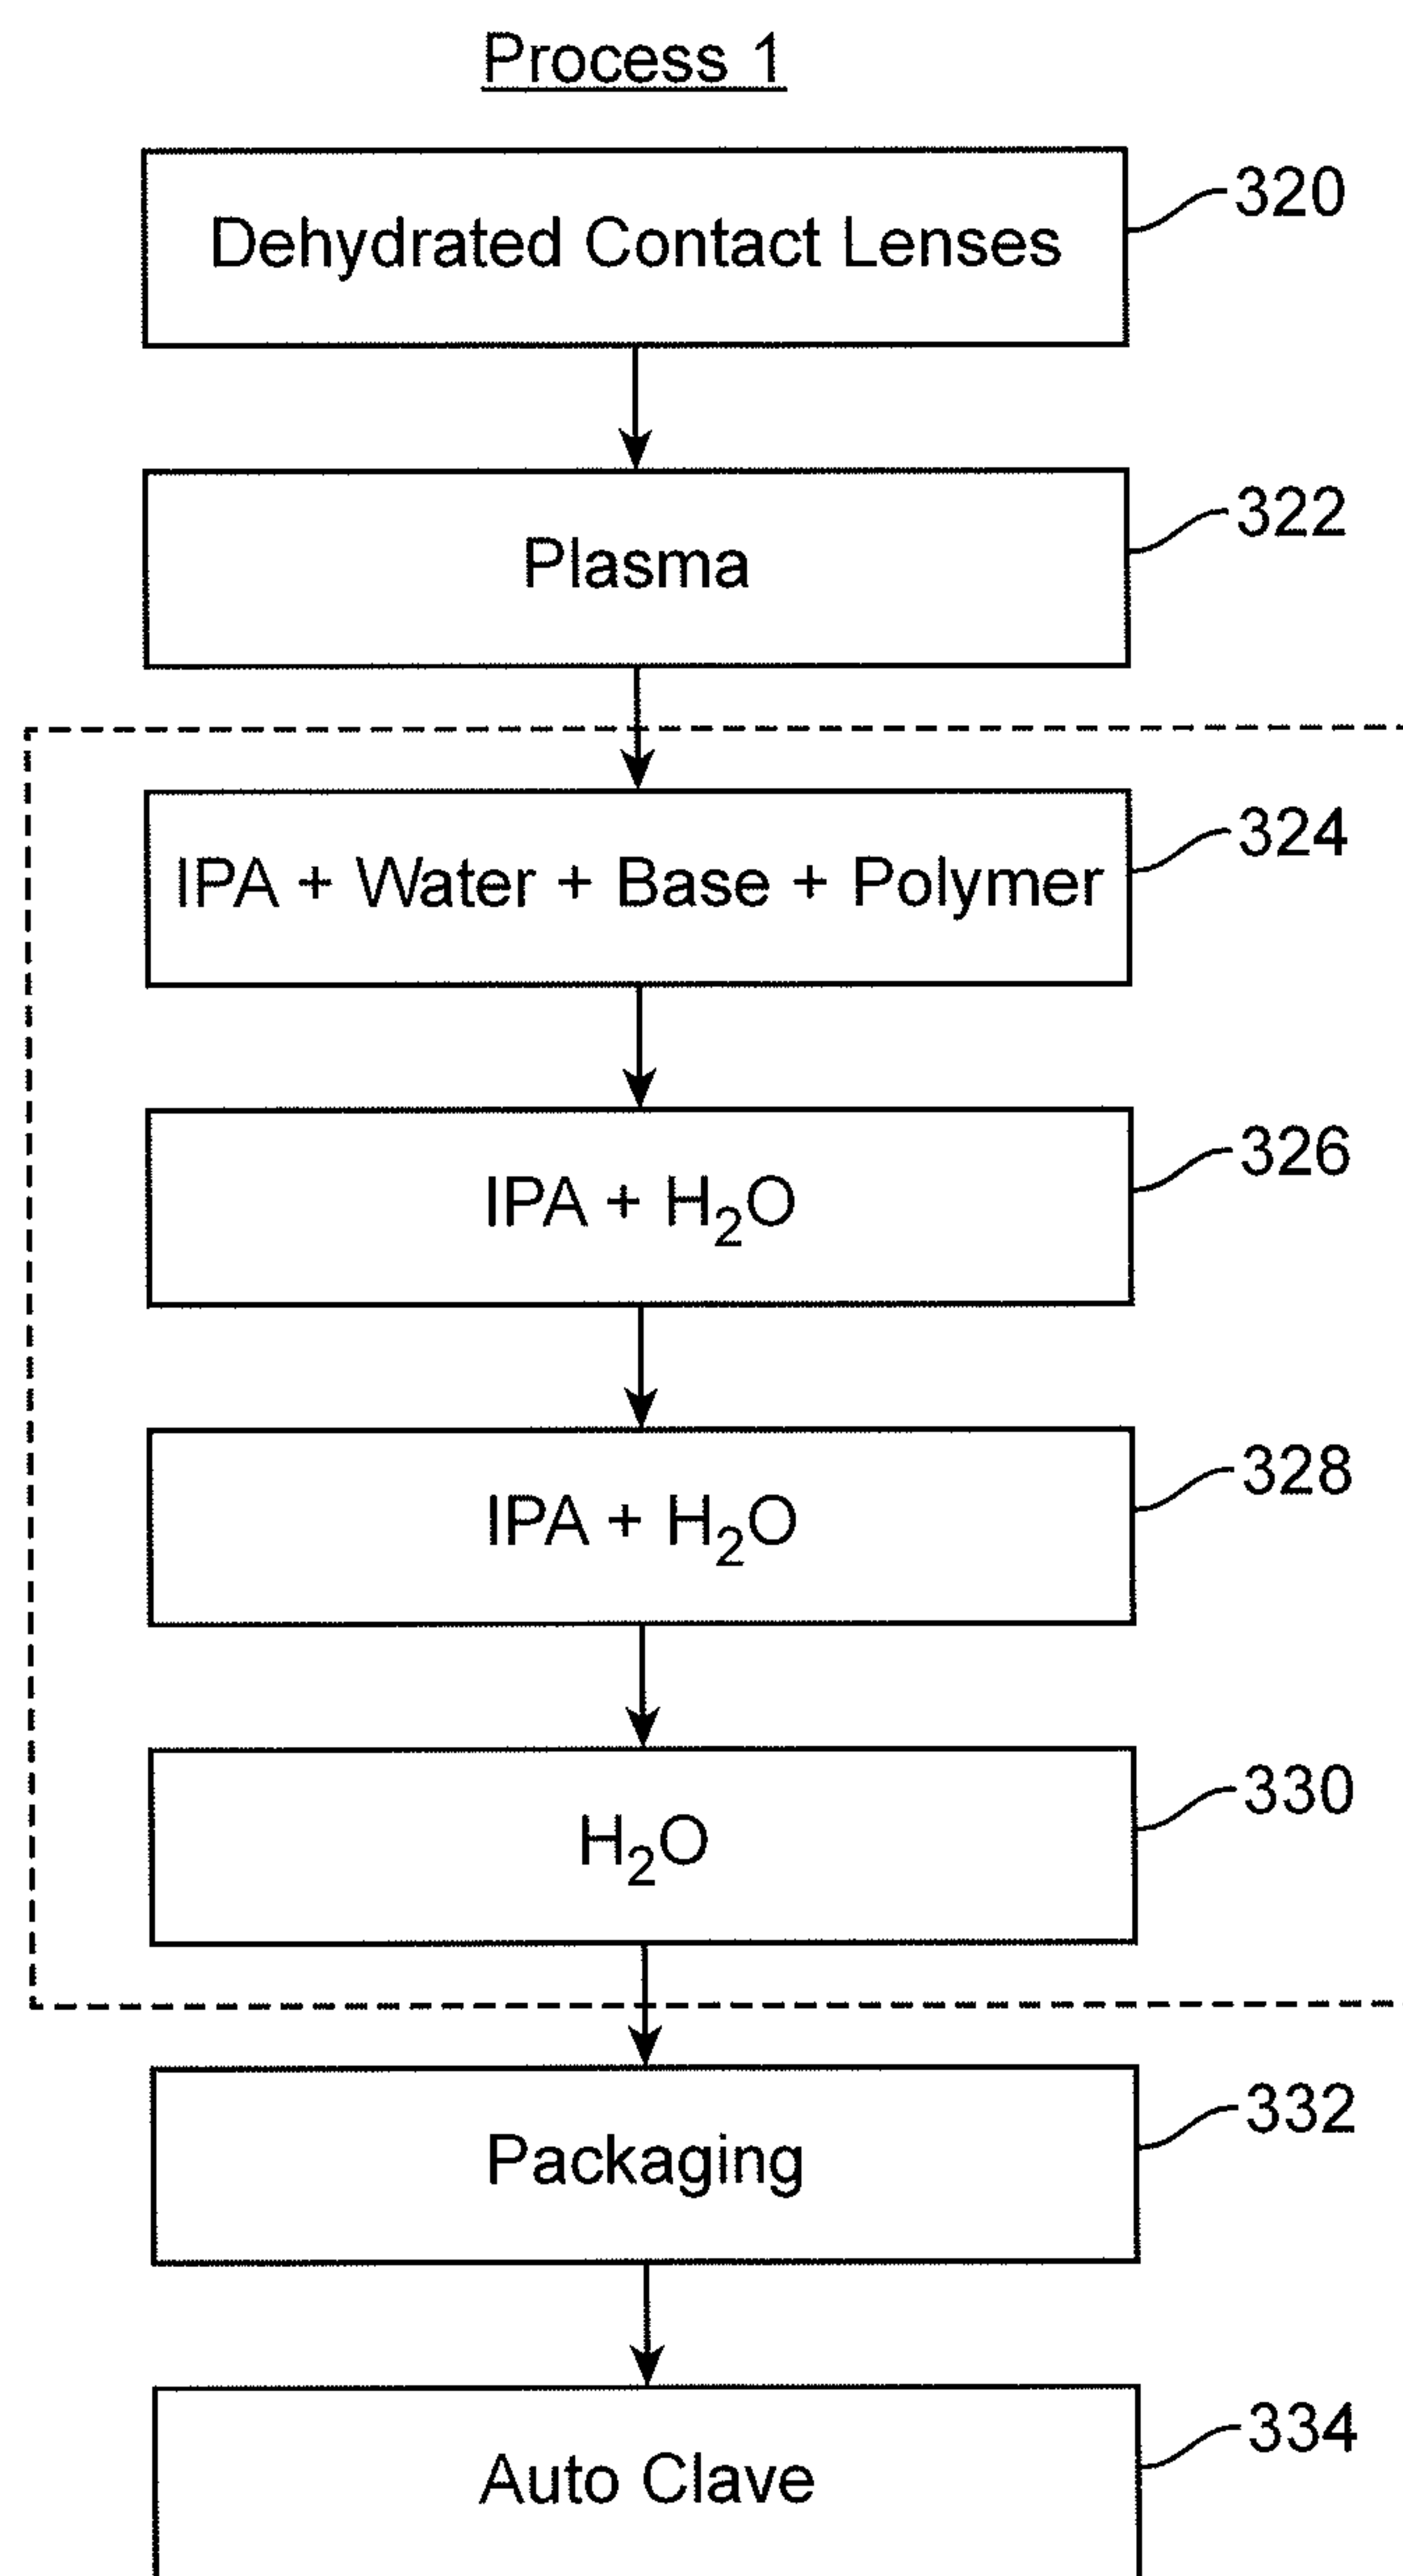 Process 1
Dehydrated Contact Lenses
320
Plasma
322
IPA + Water + Base + Polymer
324
IPA + H₂O
326
IPA + H₂O
328
H₂O
330
Packaging
332
Auto Clave
334